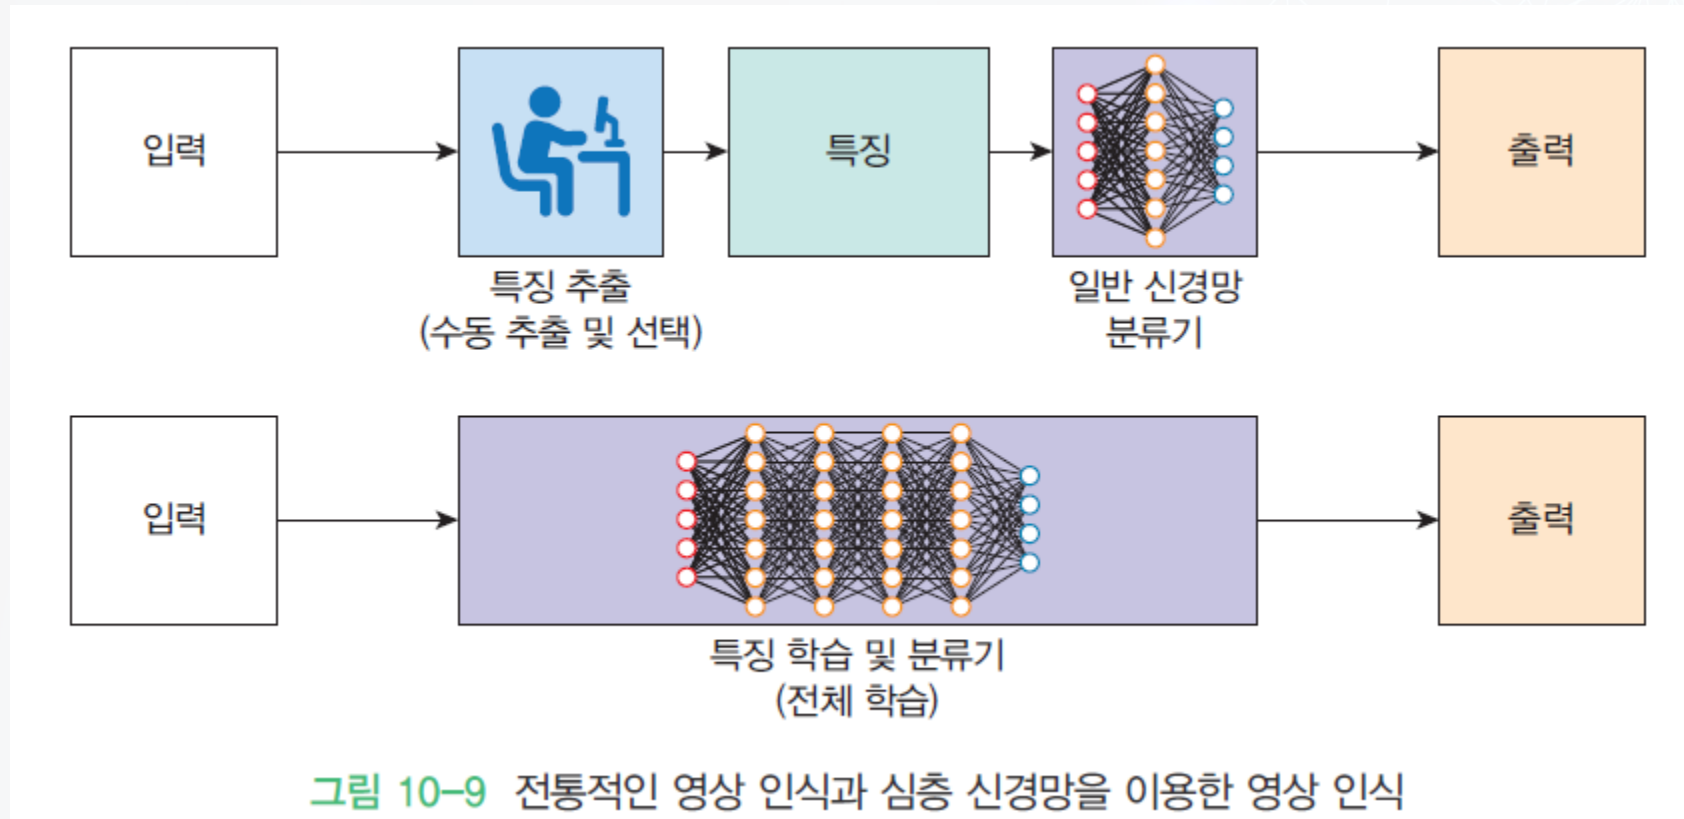 입력
특징
출력
특징 추출
(수동 추출 및 선택)
일반 신경망
분류기
입력
출력
특징 학습 및 분류기
(전체 학습)
그림 10-9 전통적인 영상 인식과 심층 신경망을 이용한 영상 인식